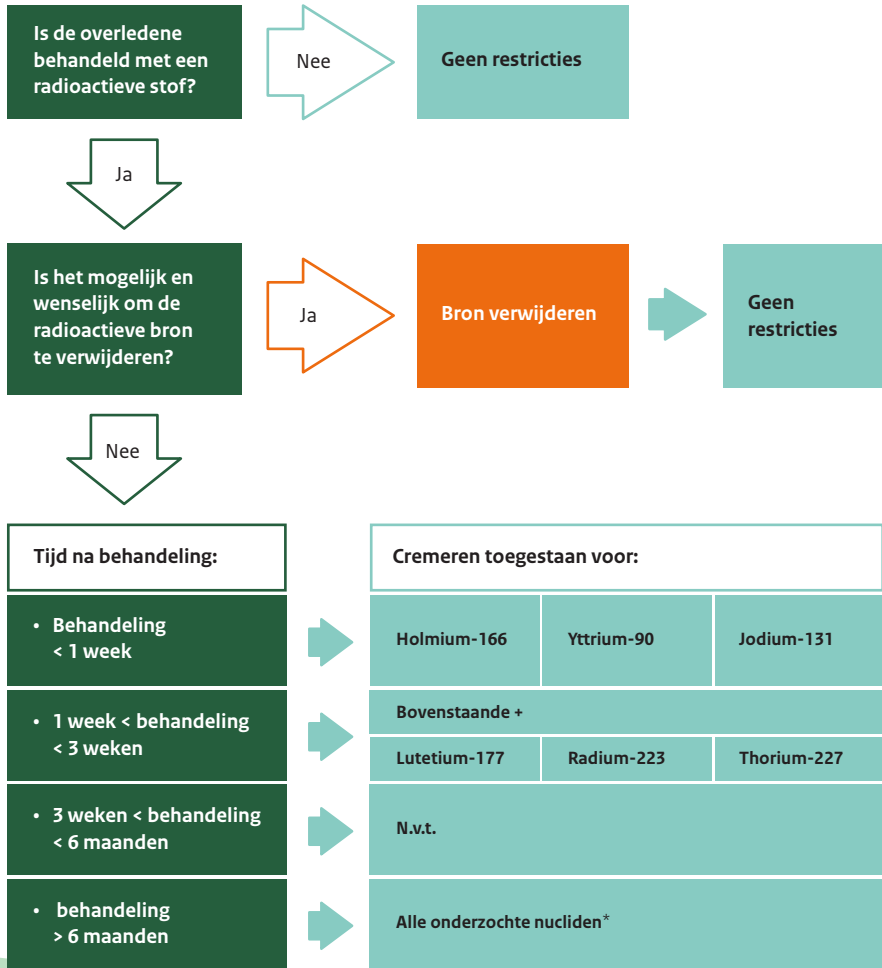 Is de overledene
behandeld met een
radioactieve stof?
Nee
Geen restricties
Ja
Is het mogelijk en
wenselijk om de
radioactieve bron
te verwijderen?
Ja
Bron verwijderen
Geen
restricties
Nee
Tijd na behandeling:
Cremeren toegestaan voor:
• Behandeling
< 1 week
Holmium-166
Yttrium-90
Jodium-131
• 1 week < behandeling
< 3 weken
Bovenstaande +
Lutetium-177
Radium-223
Thorium-227
• 3 weken < behandeling
< 6 maanden
N.v.t.
• behandeling
> 6 maanden
Alle onderzochte nucliden*